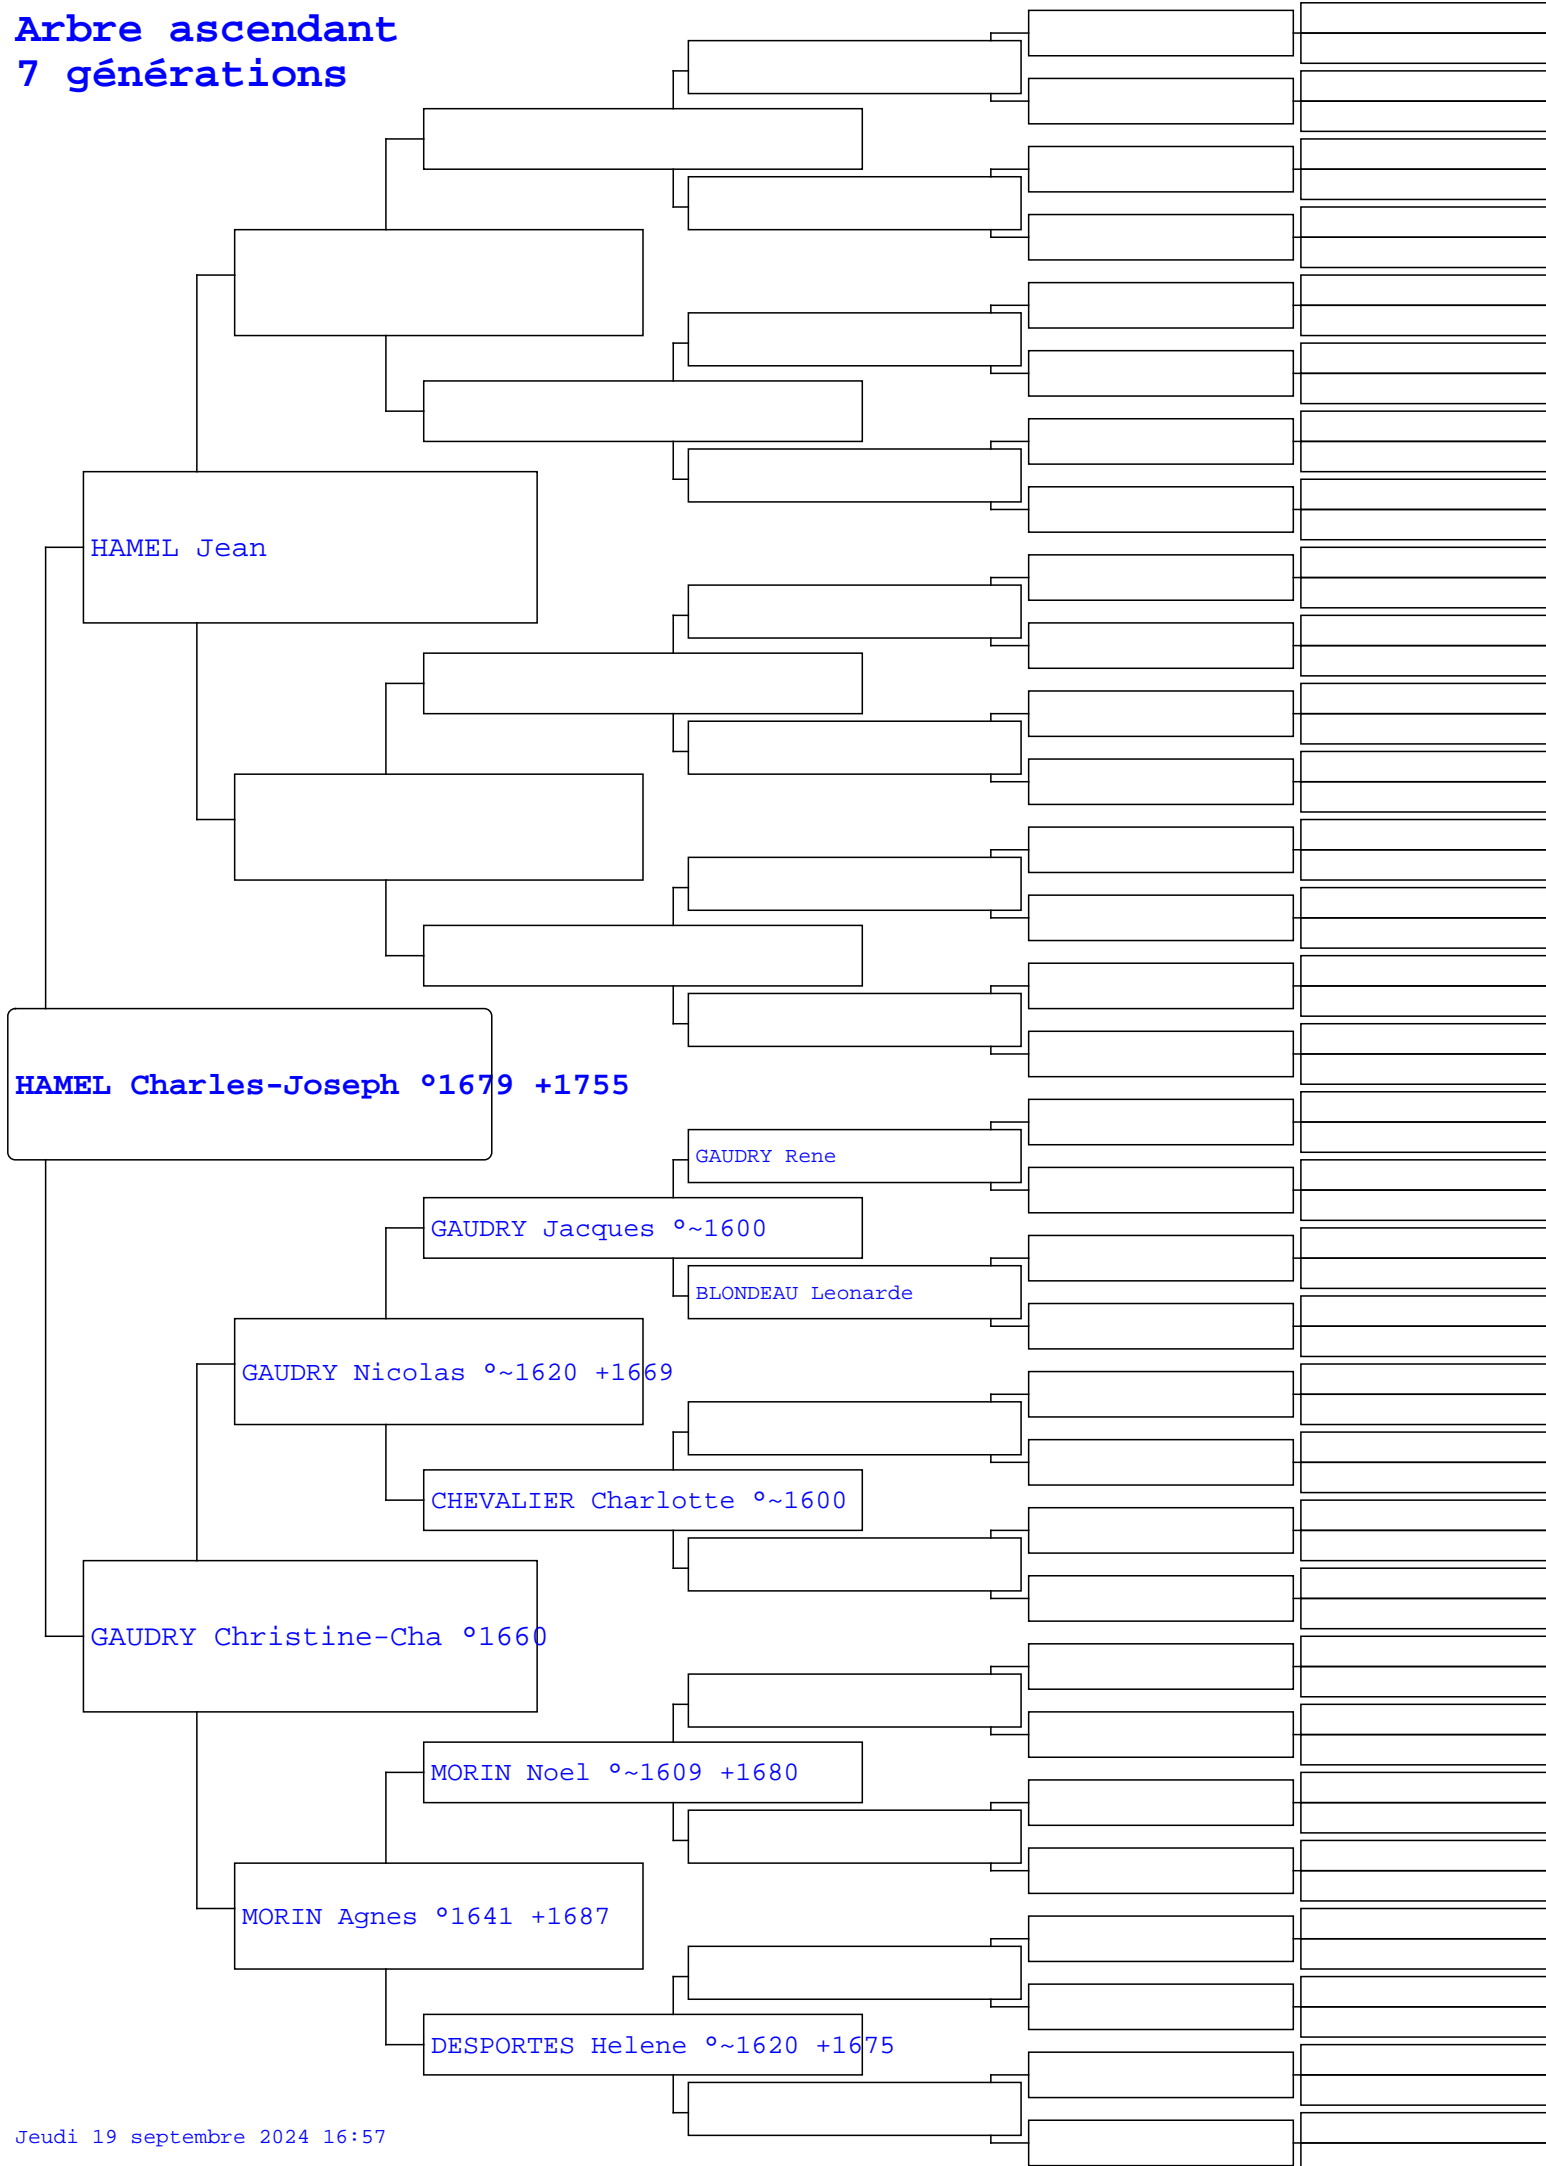 Arbre ascendant
7 générations
HAMEL Jean
HAMEL Charles-Joseph °1679 +1755
GAUDRY Rene
GAUDRY Jacques °~1600
BLONDEAU Leonarde
GAUDRY Nicolas °~1620 +1669
CHEVALIER Charlotte °~1600
GAUDRY Christine-Cha °1660
MORIN Noel °~1609 +1680
MORIN Agnes °1641 +1687
DESPORTES Helene °~1620 +1675
Jeudi 19 septembre 2024 16:57